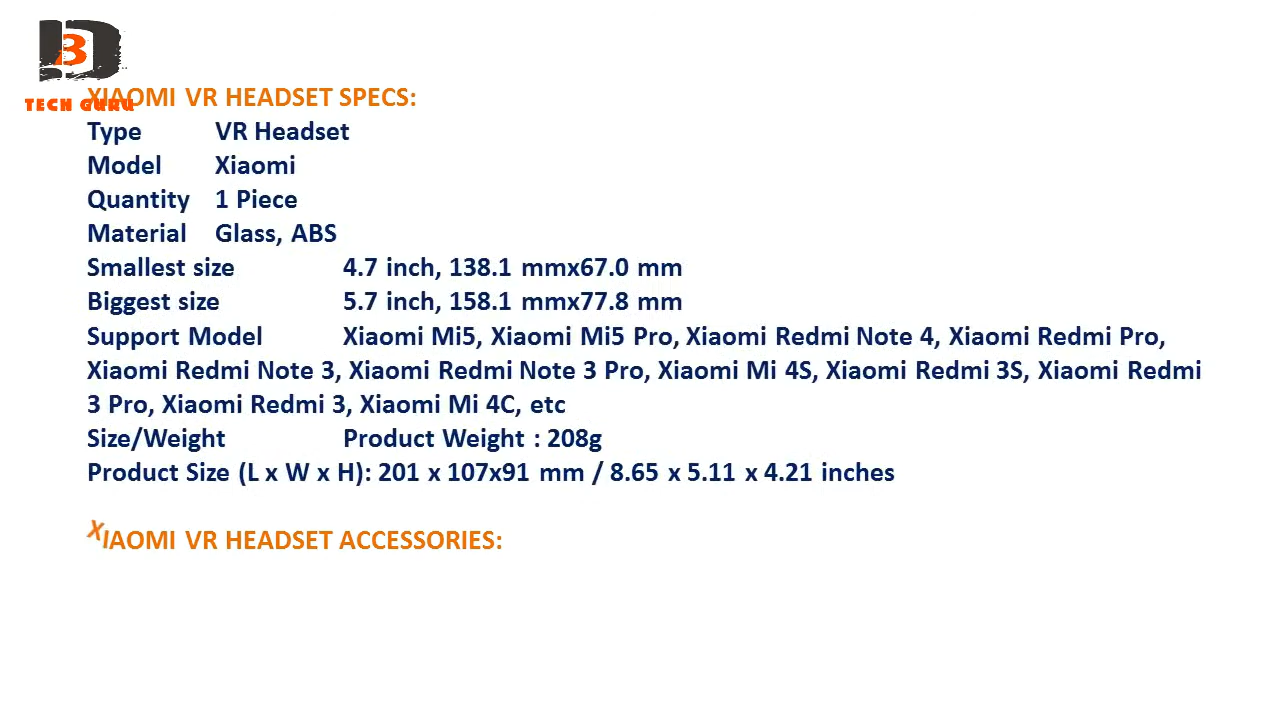 B
TECH GURU
XIAOMI VR HEADSET SPECS:
Type VR Headset
Model Xiaomi
Quantity 1 Piece
Material Glass, ABS
Smallest size 4.7 inch, 138.1 mmx67.0 mm
Biggest size 5.7 inch, 158.1 mmx77.8 mm
Support Model Xiaomi Mi5, Xiaomi Mi5 Pro, Xiaomi Redmi Note 4, Xiaomi Redmi Pro,
Xiaomi Redmi Note 3, Xiaomi Redmi Note 3 Pro, Xiaomi Mi 4S, Xiaomi Redmi 3S, Xiaomi Redmi
3 Pro, Xiaomi Redmi 3, Xiaomi Mi 4C, etc
Size/Weight Product Weight : 208g
Product Size (L x W x H): 201 x 107x91 mm / 8.65 x 5.11 x 4.21 inches
XIAOMI VR HEADSET ACCESSORIES: